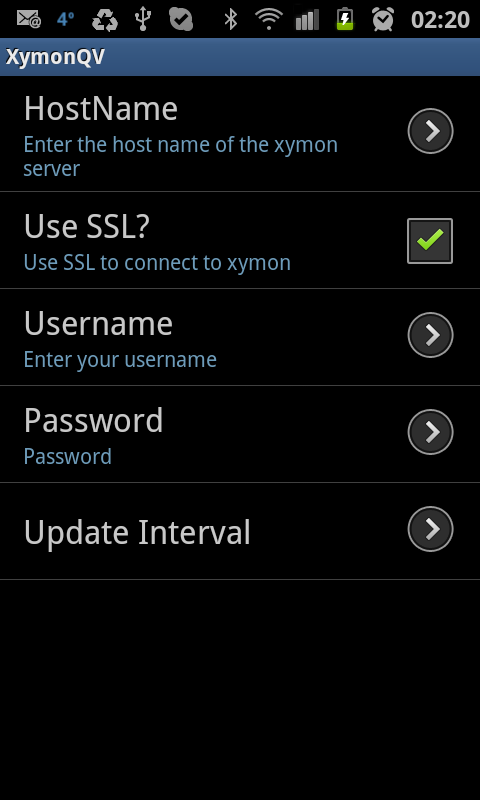 4° 02:20
XymonQV
HostName
Enter the host name of the xymon
server
Use SSL?
Use SSL to connect to xymon
Username
Enter your username
Password
Password
Update Interval